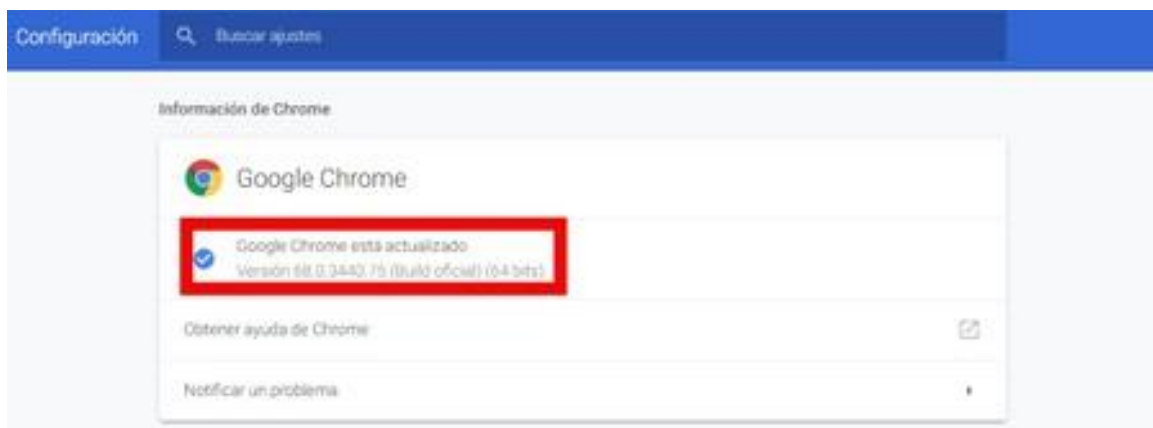 Configuración
Buscar ajustes
Información de Chrome
Google Chrome
Google Chrome está actualizado
Versión 68.0.3440.75 (Build oficial) (64 bits)
Obtener ayuda de Chrome
Notificar un problema